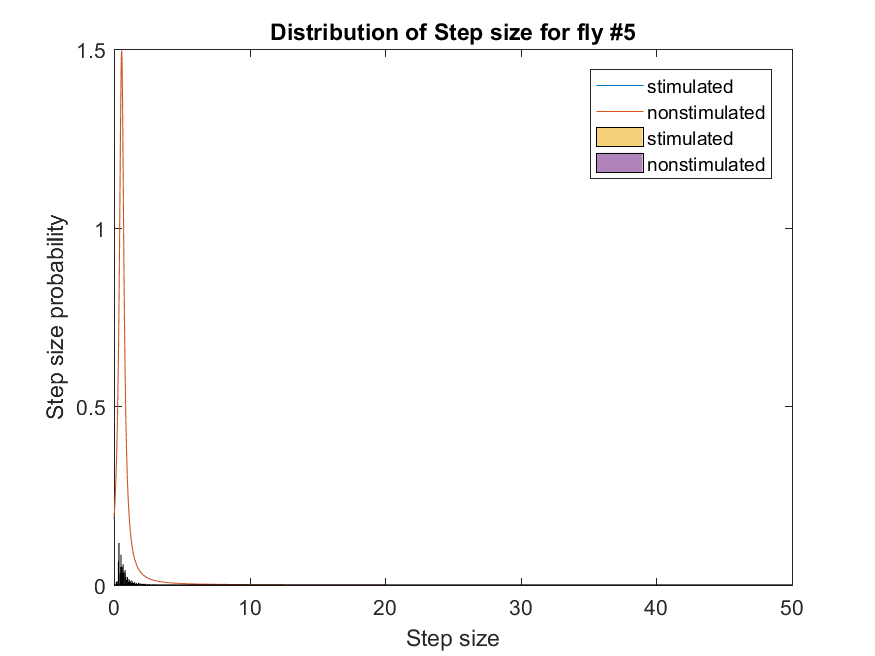 Distribution of Step size for fly #5
1.5
1
0.5
0
Step size probability
stimulated
nonstimulated
stimulated
nonstimulated
0 10 20 30 40 50
Step size